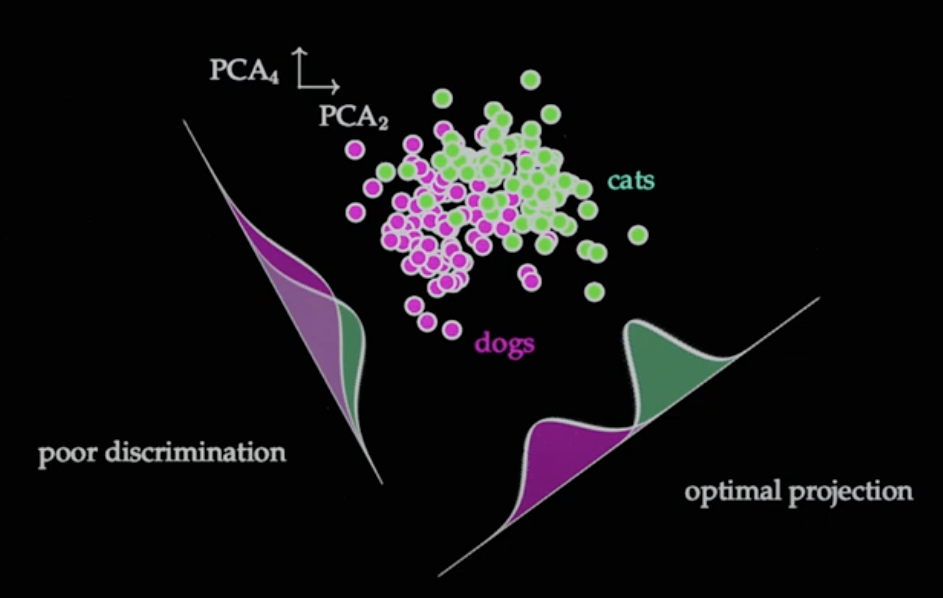 PCA₄
PCA₂
cats
dogs
poor discrimination
optimal projection